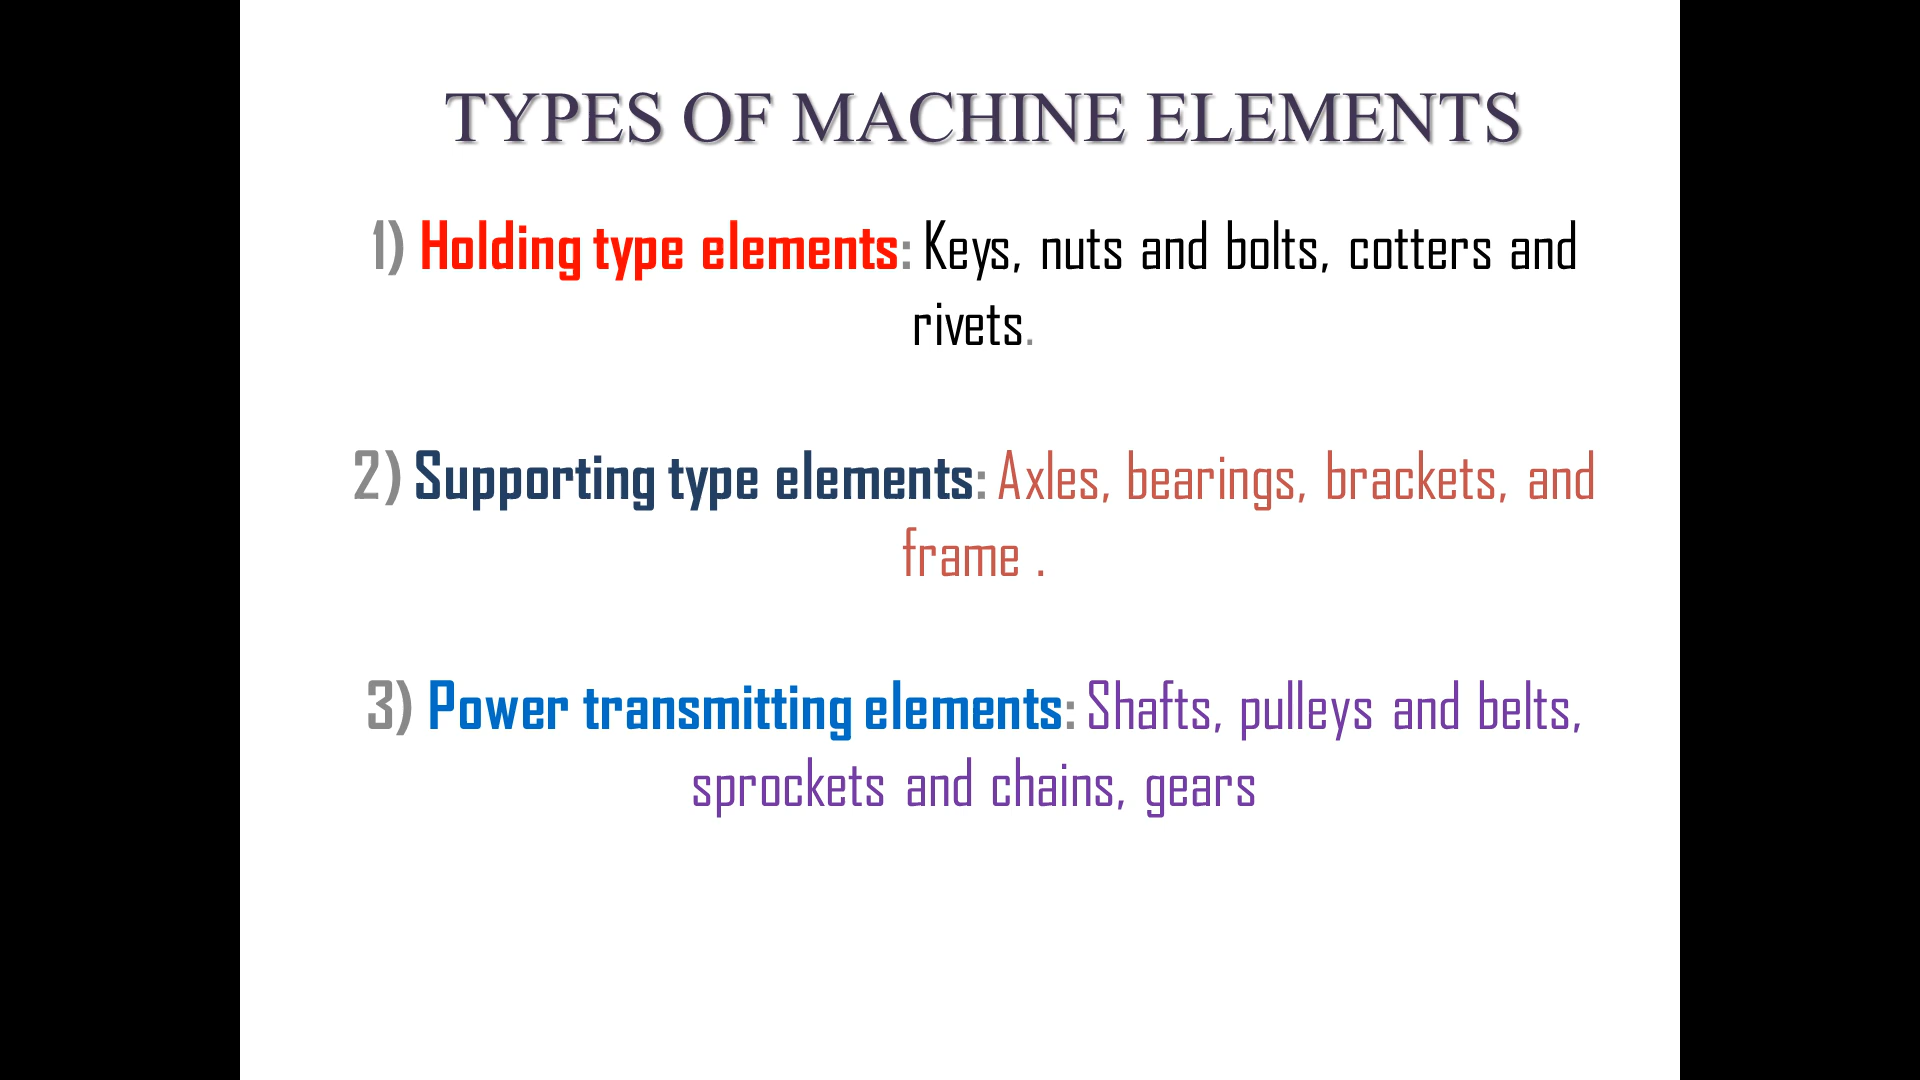 TYPES OF MACHINE ELEMENTS
1) Holding type elements: Keys, nuts and bolts, cotters and
rivets.
2) Supporting type elements: Axles, bearings, brackets, and
frame .
3) Power transmitting elements: Shafts, pulleys and belts,
sprockets and chains, gears